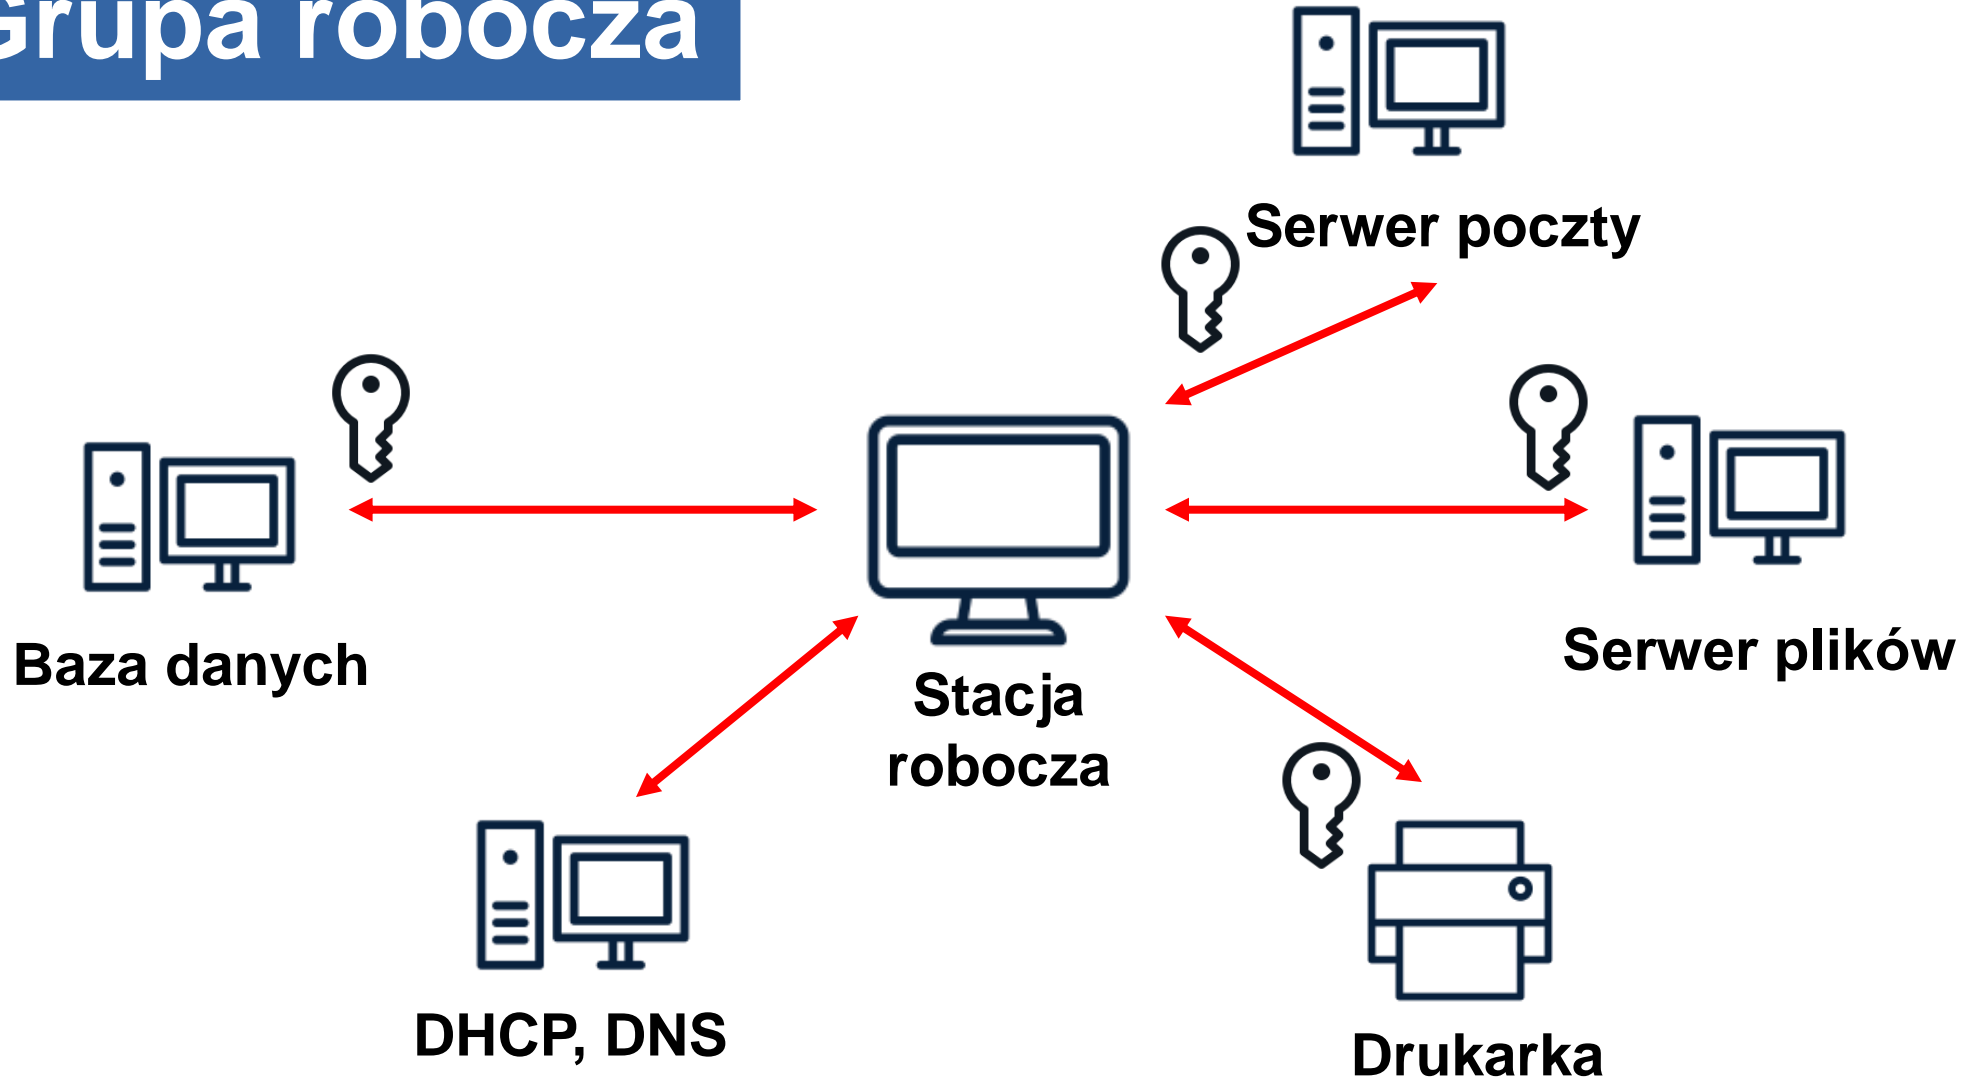 Grupa robocza
Serwer poczty
Baza danych
Stacja
robocza
Serwer plików
DHCP, DNS
Drukarka